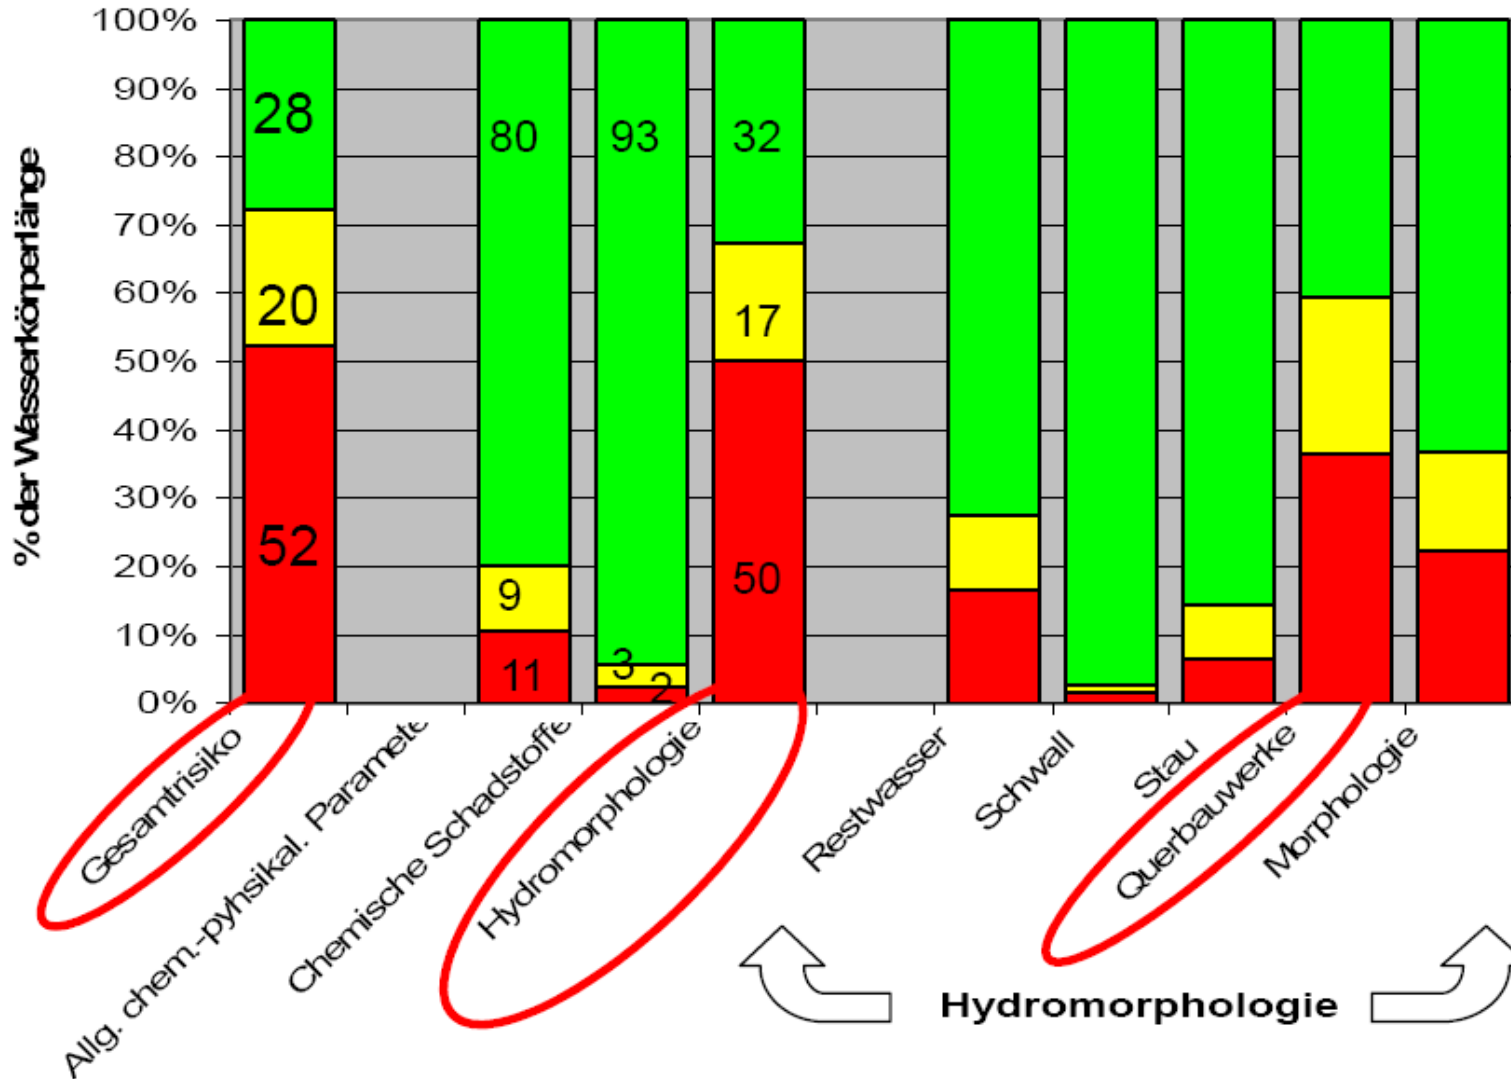 100%
90%
80%
70%
60%
50%
40%
30%
20%
10%
0%
% der Wasserkörperlänge
28
20
52
80
9
11
93
3
2
32
17
50
Gesamtrisiko
Allg. chem.-pyhsikal. Paramete
Chemische Schadstoffe
Hydromorphologie
Restwasser
Schwall
Stau
Querbauwerke
Morphologie
Hydromorphologie